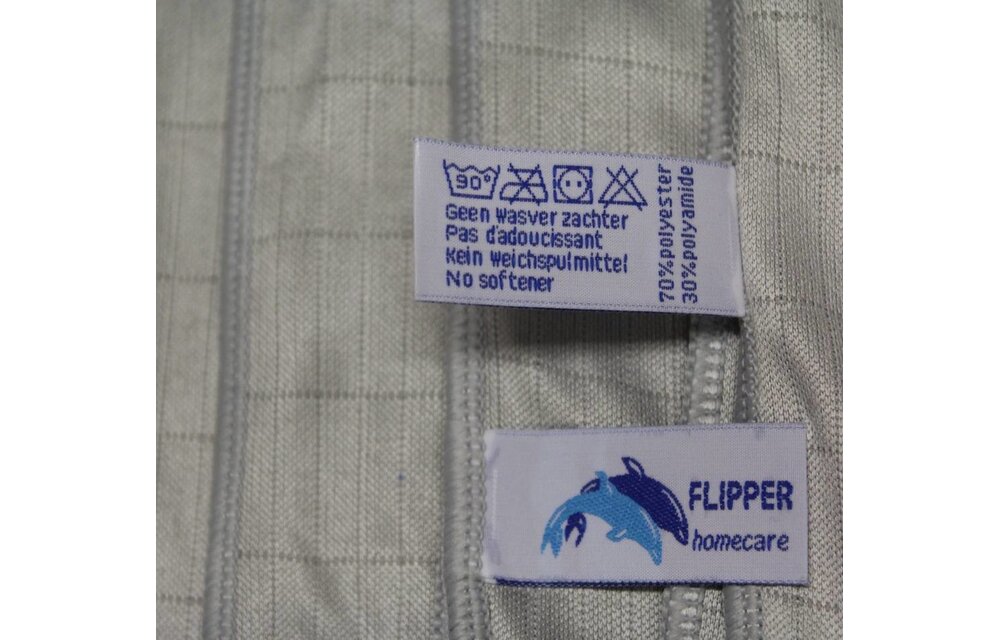 90°
Geen wasver zachter
Pas d'adoucissant
Kein weichspulmittel
No softener
70%polyester
30%polyamide
FLIPPER
homecare